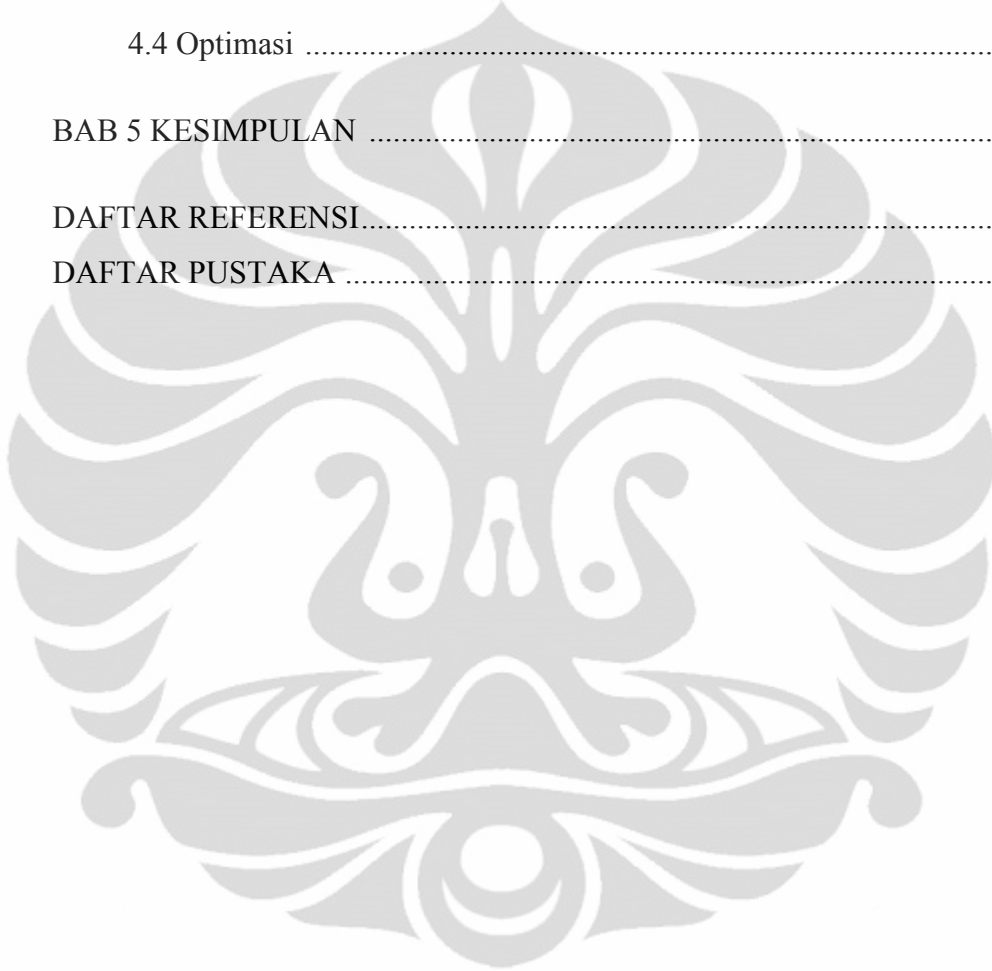 4.4 Optimasi ........................................................................................
BAB 5 KESIMPULAN ................................................................................
DAFTAR REFERENSI................................................................................
DAFTAR PUSTAKA ..................................................................................